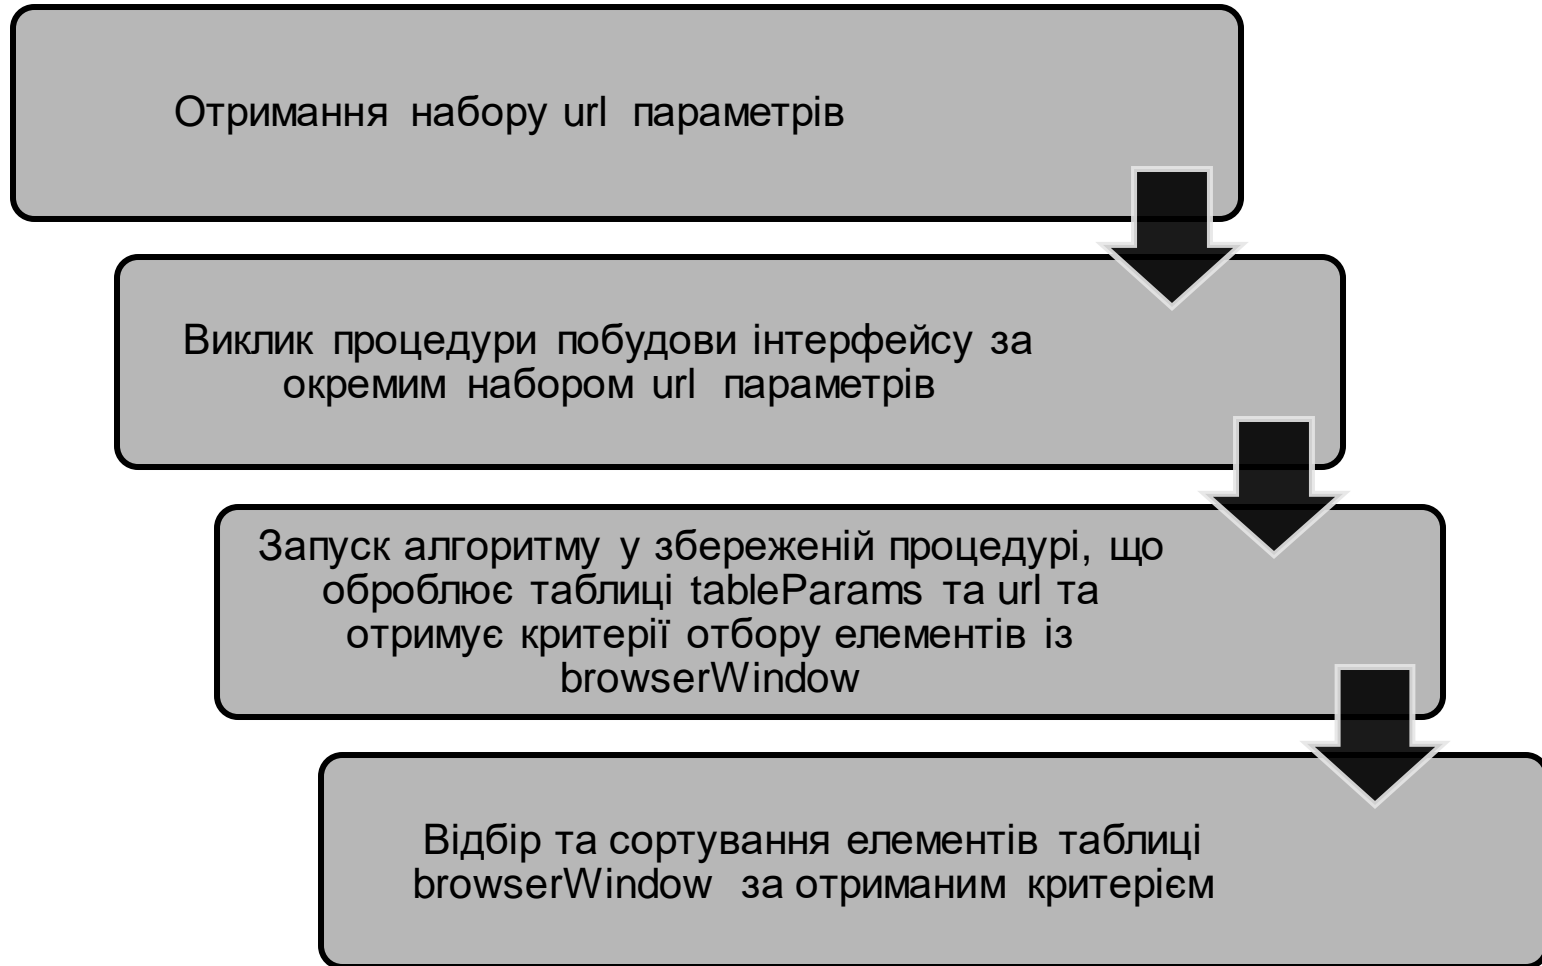 Отримання набору url параметрів
Виклик процедури побудови інтерфейсу за
окремим набором url параметрів
Запуск алгоритму у збереженій процедурі, що
оброблює таблиці tableParams та url та
отримує критерії отбору елементів із
browserWindow
Відбір та сортування елементів таблиці
browserWindow за отриманим критерієм